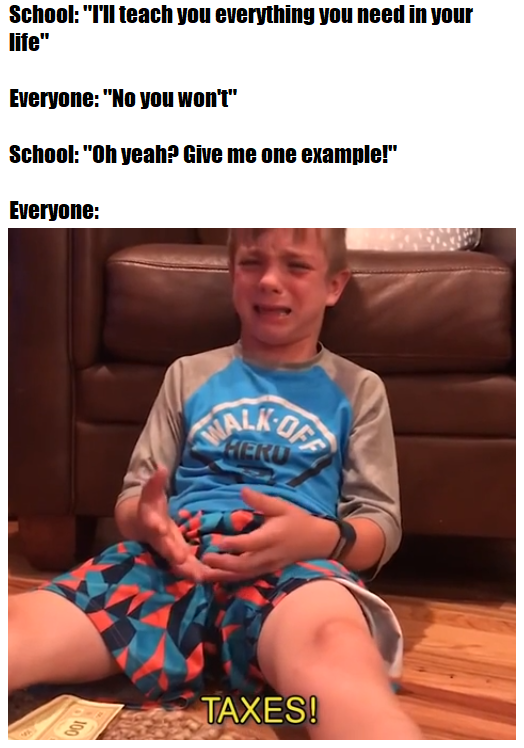 School: "I'll teach you everything you need in your
life"
Everyone: "No you won't"
School: "Oh yeah? Give me one example!"
Everyone:
WALK-OFF
HERO
TAXES!
100